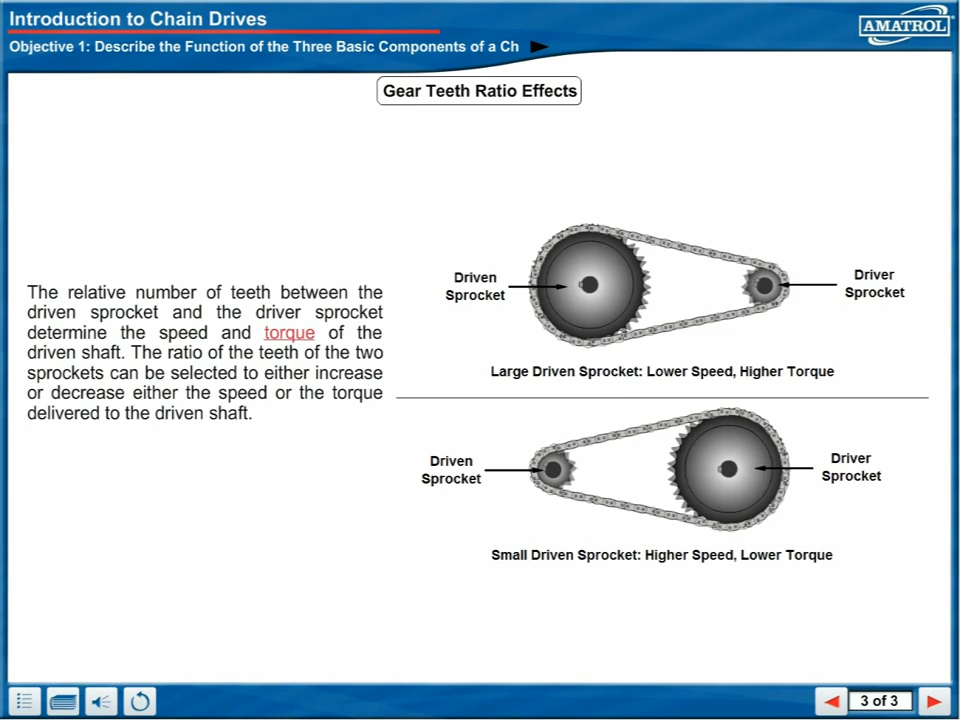 Introduction to Chain Drives
Objective 1: Describe the Function of the Three Basic Components of a Ch
AMATROL
Gear Teeth Ratio Effects
The relative number of teeth between the
driven sprocket and the driver sprocket
determine the speed and torque of the
driven shaft. The ratio of the teeth of the two
sprockets can be selected to either increase
or decrease either the speed or the torque
delivered to the driven shaft.
Driven
Sprocket
Driver
Sprocket
Large Driven Sprocket: Lower Speed, Higher Torque
Driven
Sprocket
Driver
Sprocket
Small Driven Sprocket: Higher Speed, Lower Torque
3 of 3